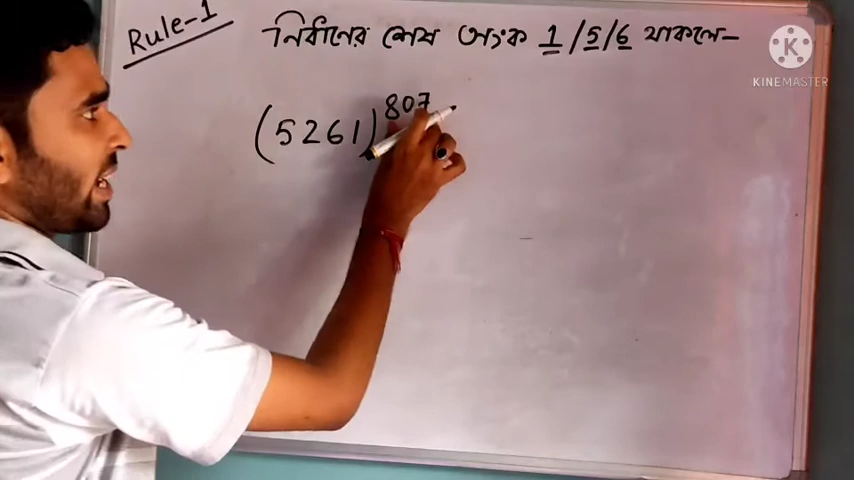 Rule-1
নিধানের শেষ অংক 1/5/6 থাকলে–
(5261)^807
KINEMASTER